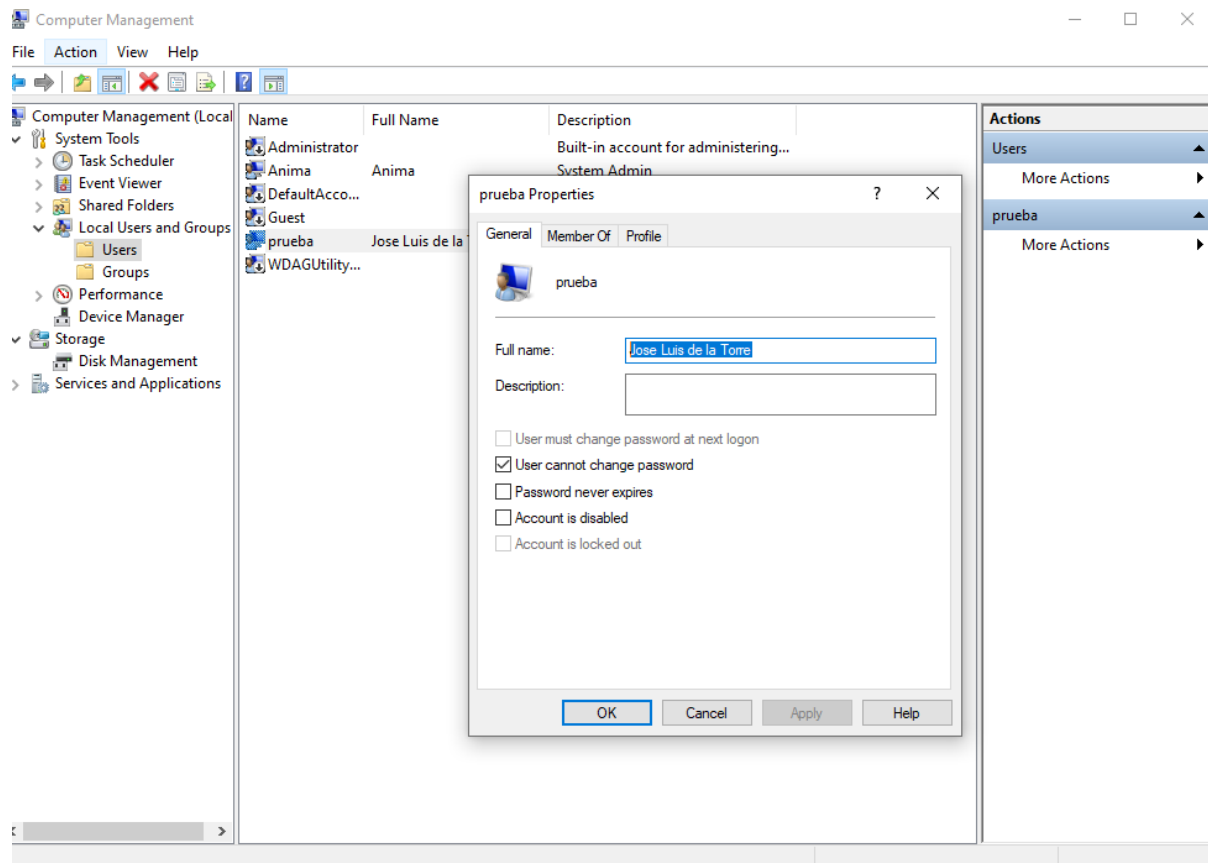 Computer Management
File Action View Help
Computer Management (Local
System Tools
Task Scheduler
Event Viewer
Shared Folders
Local Users and Groups
Users
Groups
Performance
Device Manager
Storage
Disk Management
Services and Applications
Name Full Name Description
Administrator Built-in account for administering...
Anima Anima System Admin
DefaultAcco...
Guest
prueba Jose Luis de la
WDAGUtility...
prueba Properties ?
General Member Of Profile
prueba
Full name: Jose Luis de la Torre
Description:
User must change password at next logon
User cannot change password
Password never expires
Account is disabled
Account is locked out
OK Cancel Apply Help
Actions
Users
More Actions
prueba
More Actions